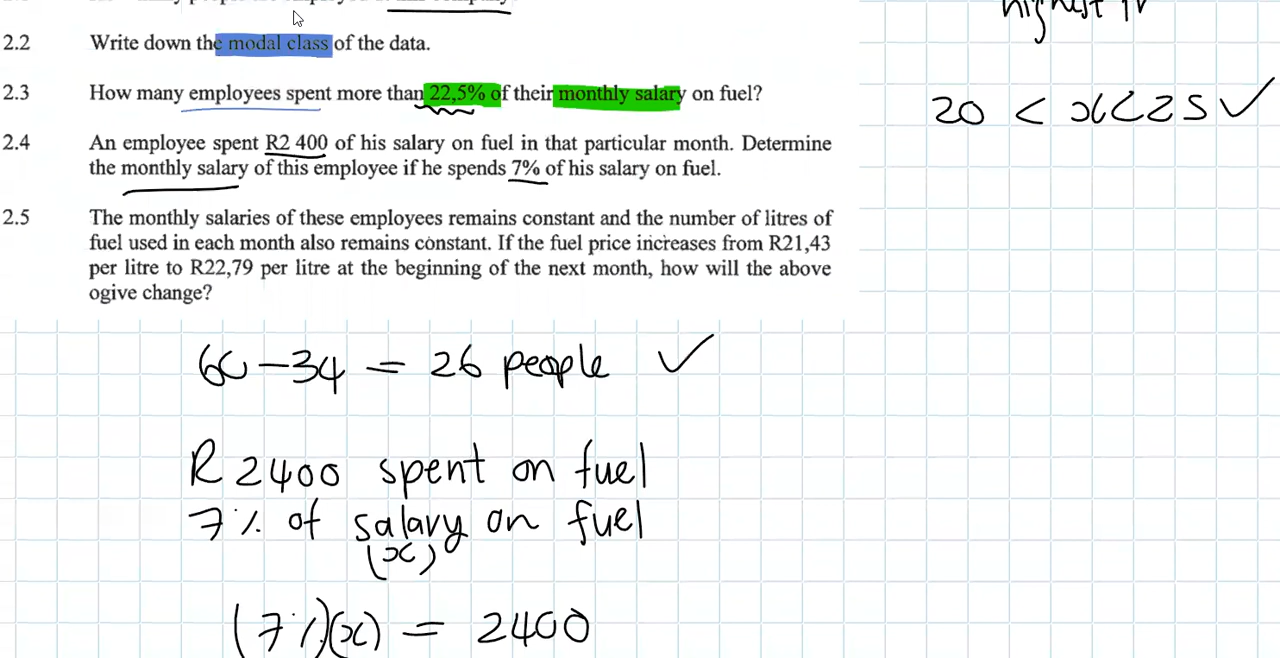 2.2 Write down the modal class of the data.
2.3 How many employees spent more than 22,5% of their monthly salary on fuel?
2.4 An employee spent R2 400 of his salary on fuel in that particular month. Determine
the monthly salary of this employee if he spends 7% of his salary on fuel.
2.5 The monthly salaries of these employees remains constant and the number of litres of
fuel used in each month also remains constant. If the fuel price increases from R21,43
per litre to R22,79 per litre at the beginning of the next month, how will the above
ogive change?
highest
20 < x < 25 ✓
60 - 34 = 26 people ✓
R 2400 spent on fuel
7% of salary on fuel
(x)
(7%)(x) = 2400